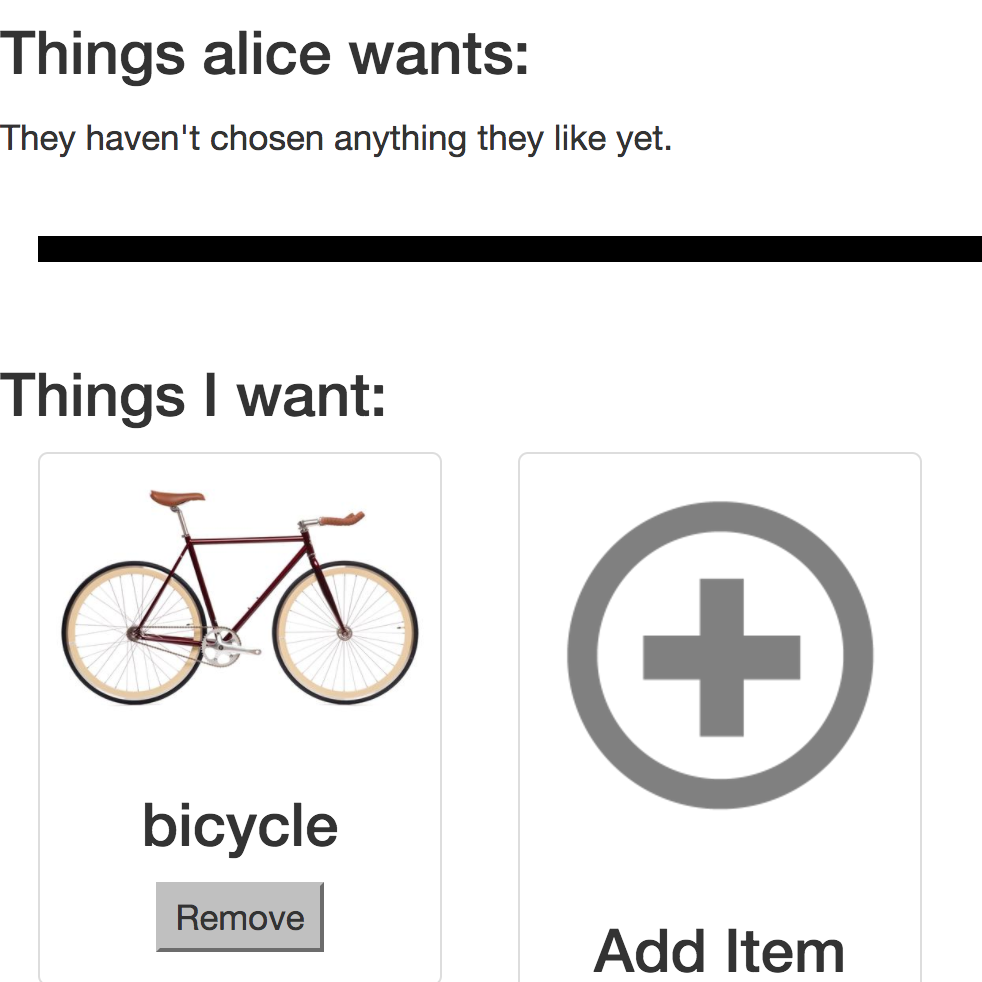 Things alice wants:
They haven't chosen anything they like yet.
Things I want:
bicycle
Remove
Add Item